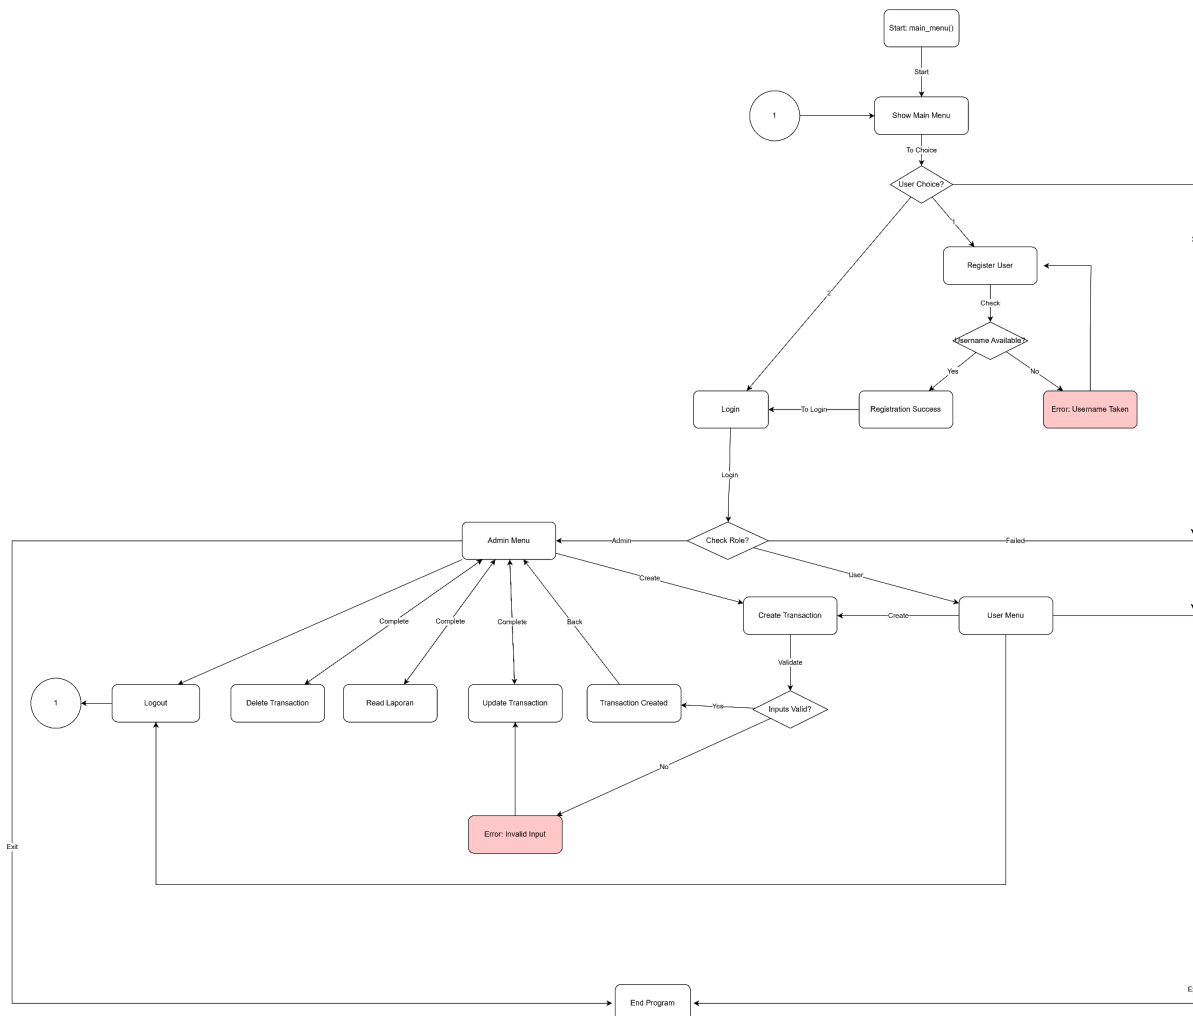 Start: main_menu()
Start
1
Show Main Menu
To Choice
User Choice?
1
Register User
2
Check
Username Available?
Yes
No
Login
To Login
Registration Success
Error: Username Taken
Login
Admin Menu
Admin
Check Role?
Failed
Create
User
Complete
Complete
Complete
Back
Create Transaction
Create
User Menu
Validate
1
Logout
Delete Transaction
Read Laporan
Update Transaction
Transaction Created
Yes
Inputs Valid?
No
Error: Invalid Input
Exit
End Program